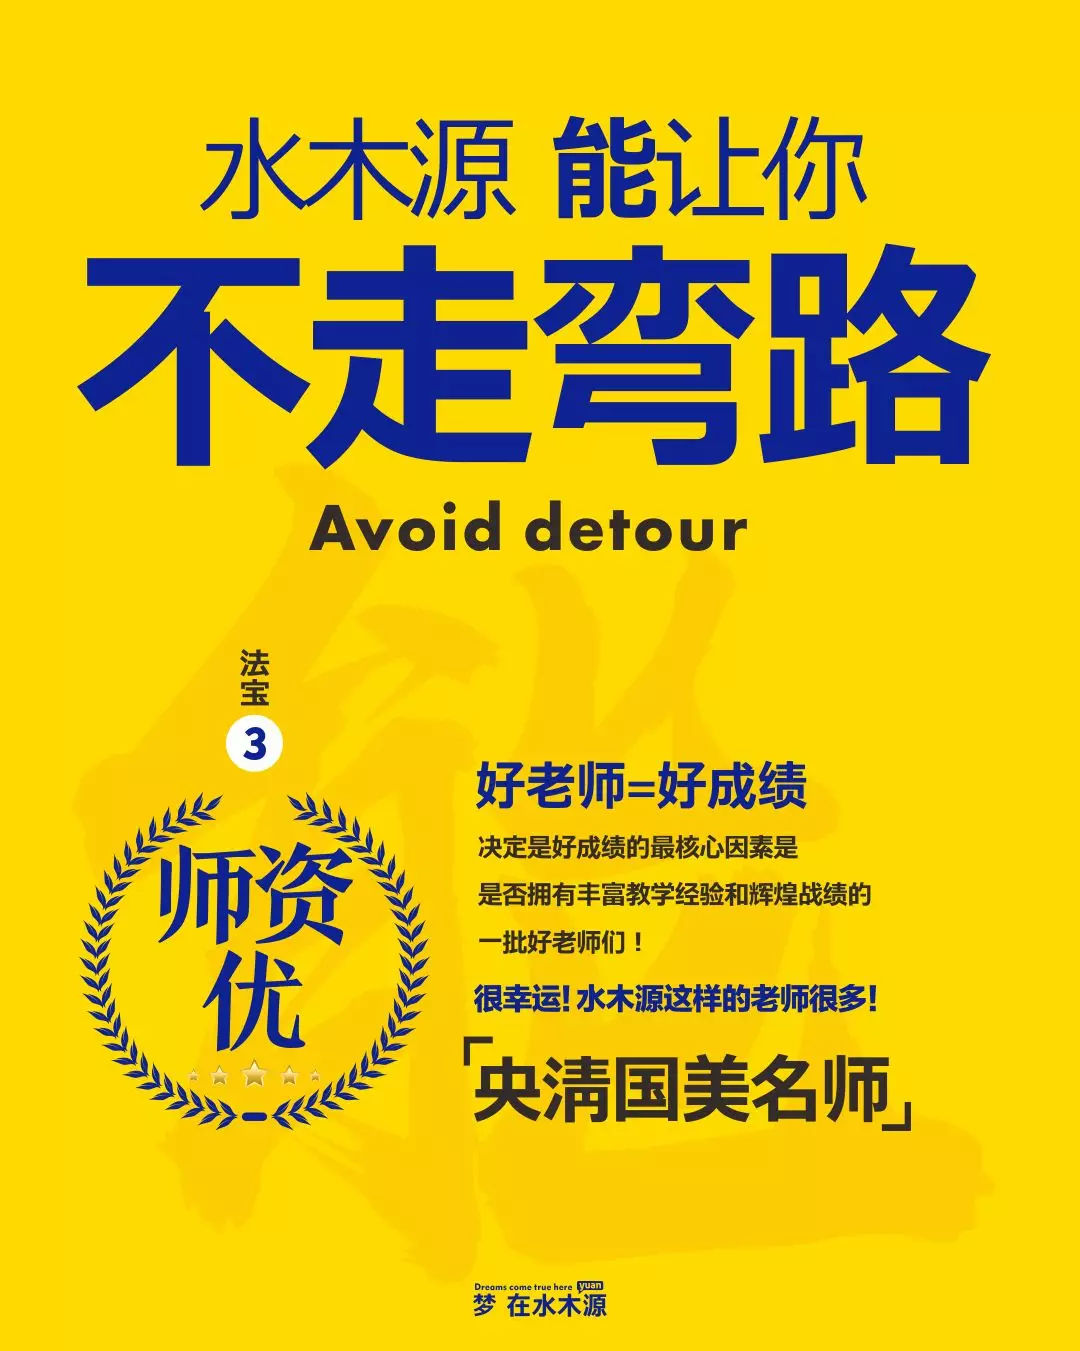 水木源 能让你
不走弯路
Avoid detour
法宝
3
师资
优
好老师=好成绩
决定是好成绩的最核心因素是
是否拥有丰富教学经验和辉煌战绩的
一批好老师们！
很幸运!水木源这样的老师很多!
「央清国美名师」
Dreams come true here yuan
梦 在水木源